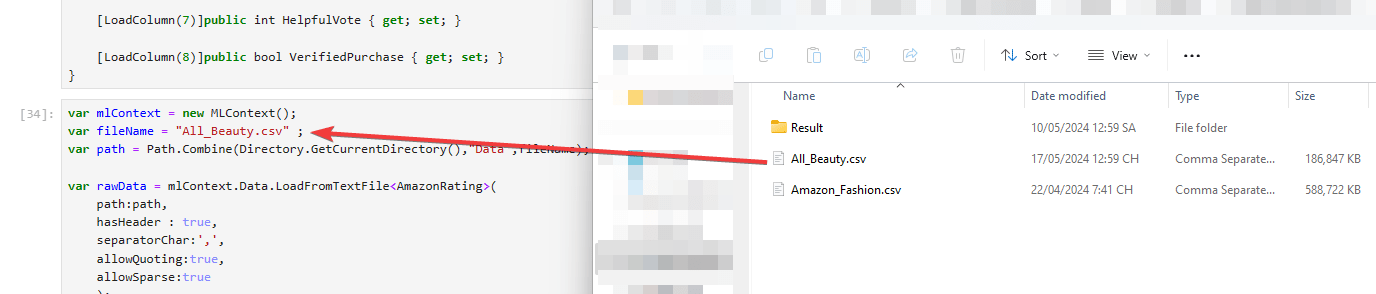 [LoadColumn(7)]public int HelpfulVote { get; set; }
[LoadColumn(8)]public bool VerifiedPurchase { get; set; }
}
[34]:
var mlContext = new MLContext();
var fileName = "All_Beauty.csv" ;
var path = Path.Combine(Directory.GetCurrentDirectory(),"Data",fileName);
var rawData = mlContext.Data.LoadFromTextFile<AmazonRating>(
path:path,
hasHeader : true,
separatorChar:',',
allowQuoting:true,
allowSparse:true
);
Sort View ...
Name Date modified Type Size
Result 10/05/2024 12:59 SA File folder
All_Beauty.csv 17/05/2024 12:59 CH Comma Separate... 186,847 KB
Amazon_Fashion.csv 22/04/2024 7:41 CH Comma Separate... 588,722 KB